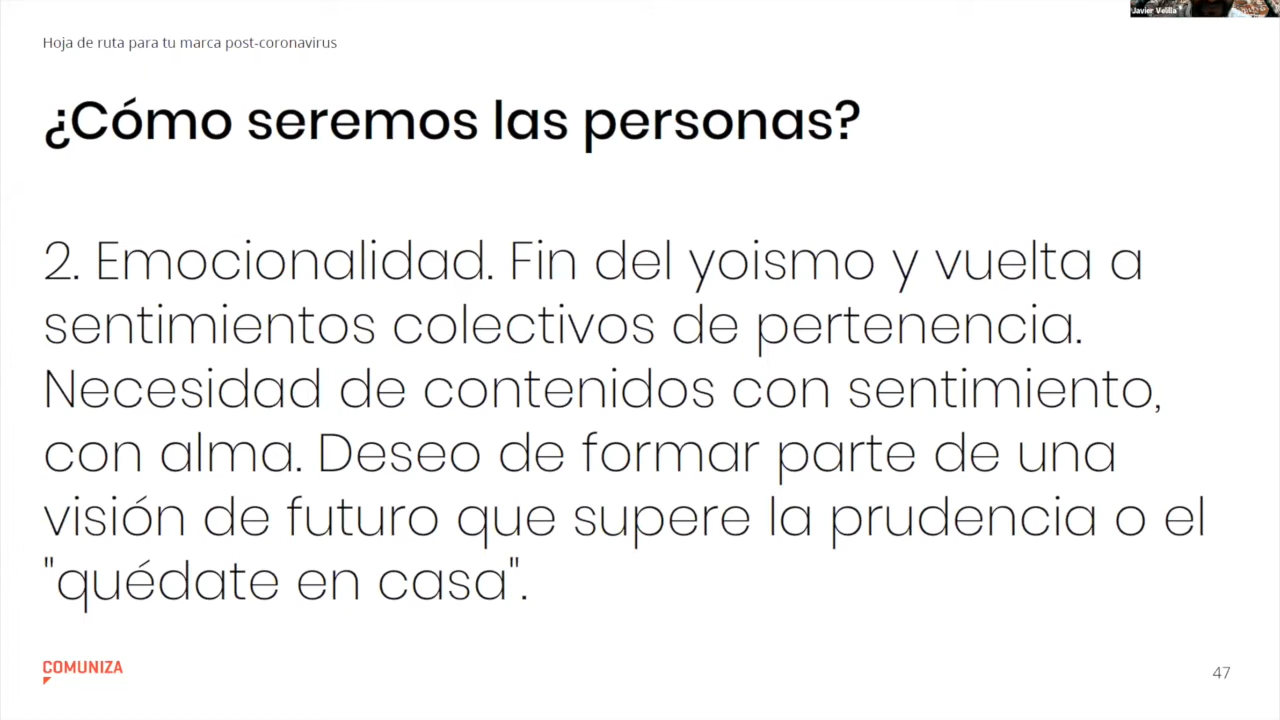 Javier Velilla
Hoja de ruta para tu marca post-coronavirus
¿Cómo seremos las personas?
2. Emocionalidad. Fin del yoismo y vuelta a
sentimientos colectivos de pertenencia.
Necesidad de contenidos con sentimiento,
con alma. Deseo de formar parte de una
visión de futuro que supere la prudencia o el
"quédate en casa".
COMUNIZA
47